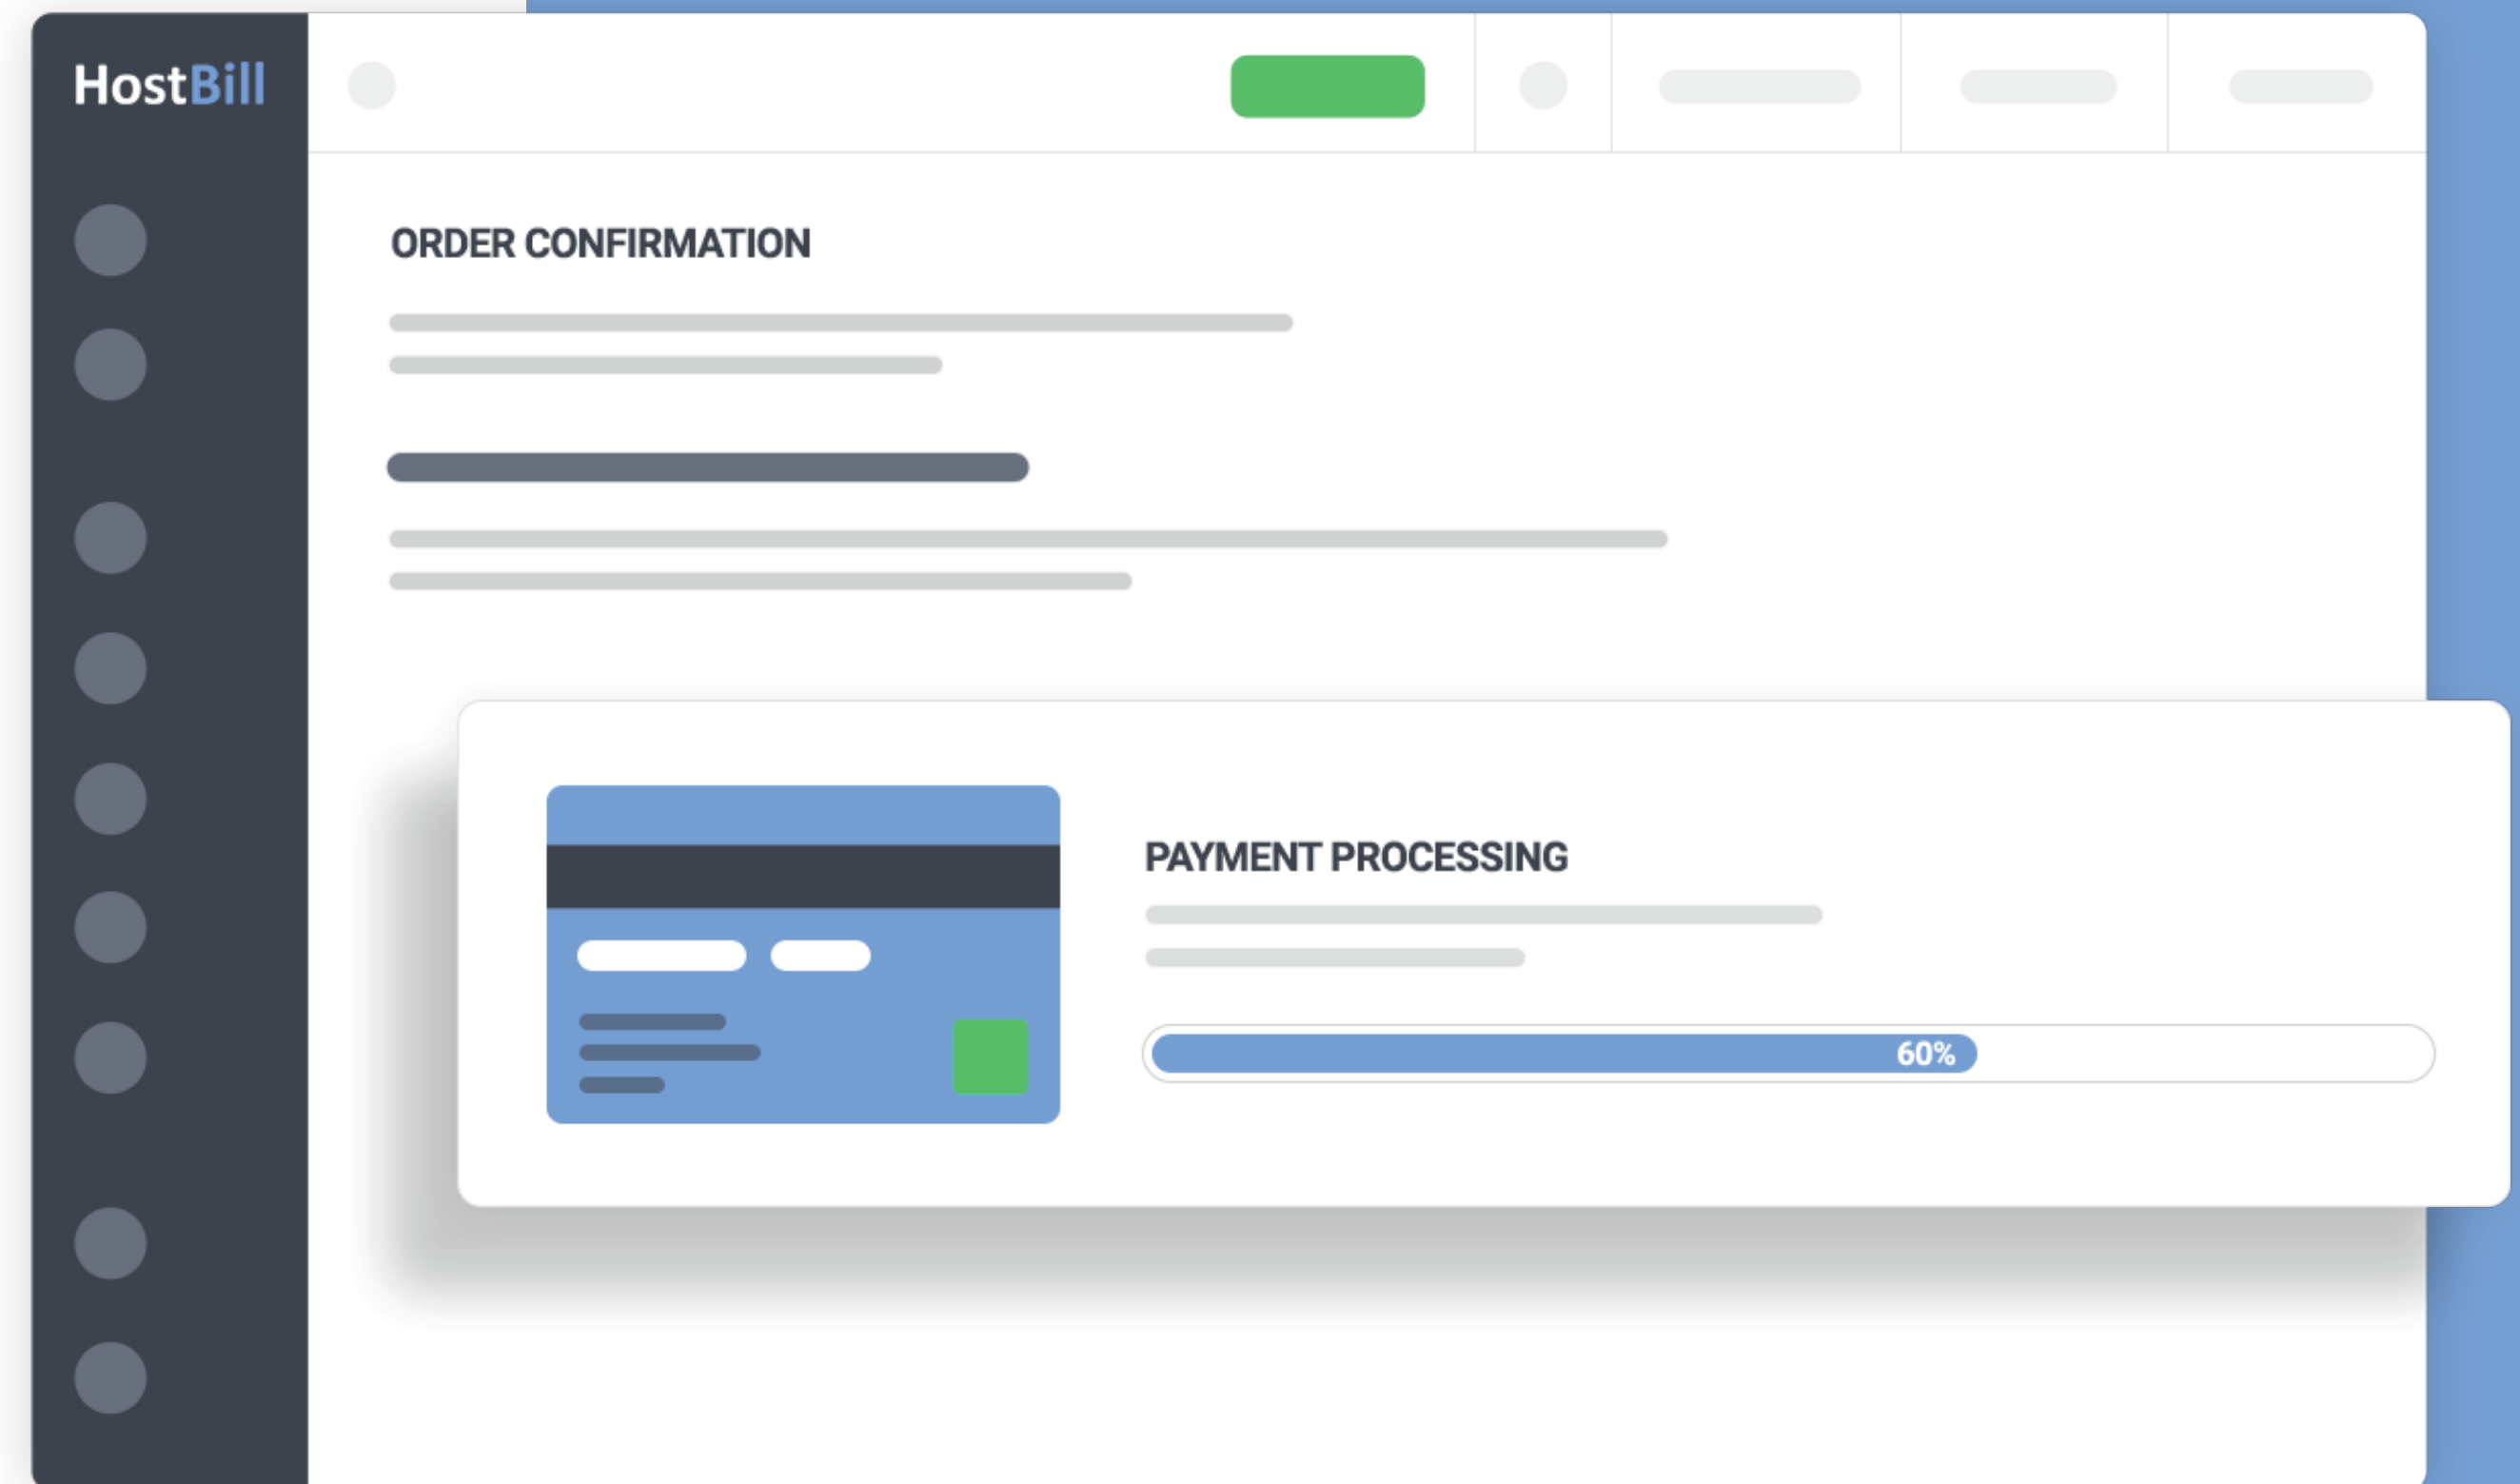 HostBill
ORDER CONFIRMATION
PAYMENT PROCESSING
60%